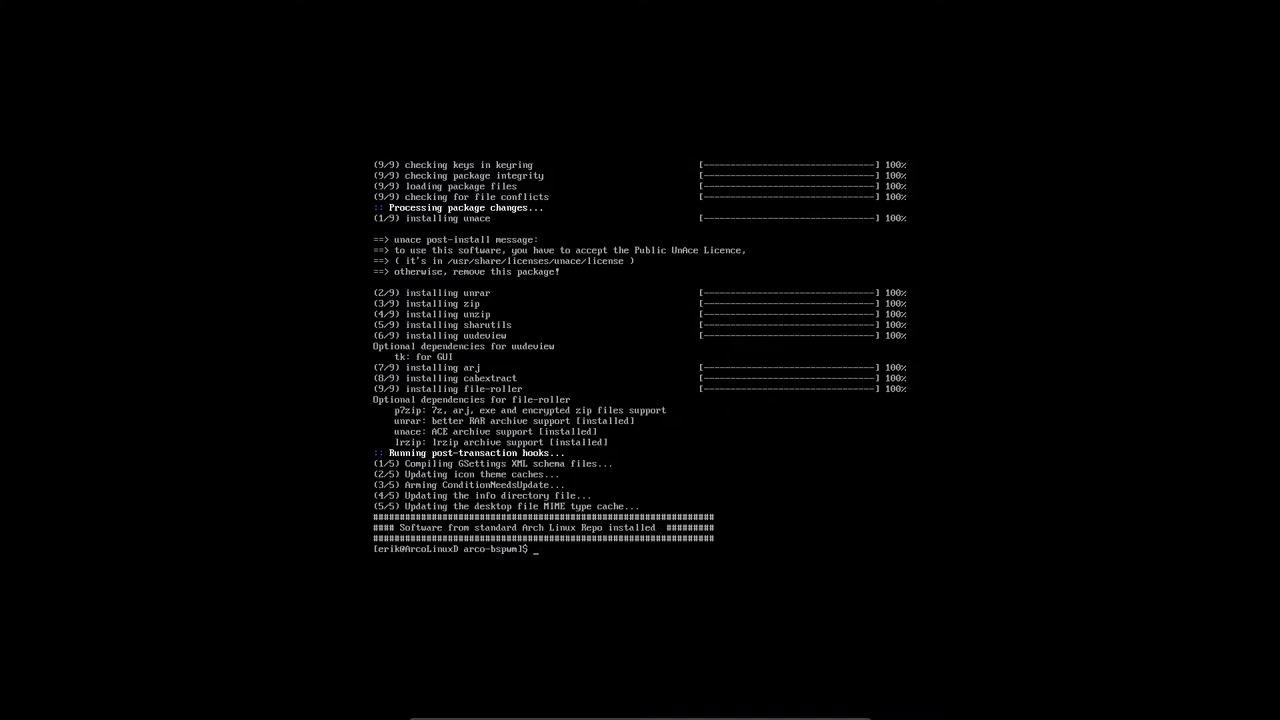 (9/9) checking keys in keyring [--------------------------------] 100%
(9/9) checking package integrity [--------------------------------] 100%
(9/9) loading package files [--------------------------------] 100%
(9/9) checking for file conflicts [--------------------------------] 100%
:: Processing package changes...
(1/9) installing unace [--------------------------------] 100%
==> unace post-install message:
==> to use this software, you have to accept the Public UnAce Licence,
==> ( it's in /usr/share/licenses/unace/license )
==> otherwise, remove this package!
(2/9) installing unrar [--------------------------------] 100%
(3/9) installing zip [--------------------------------] 100%
(4/9) installing unzip [--------------------------------] 100%
(5/9) installing sharutils [--------------------------------] 100%
(6/9) installing uudeview [--------------------------------] 100%
Optional dependencies for uudeview
tk: for GUI
(7/9) installing arj [--------------------------------] 100%
(8/9) installing cabextract [--------------------------------] 100%
(9/9) installing file-roller [--------------------------------] 100%
Optional dependencies for file-roller
p7zip: 7z, arj, exe and encrypted zip files support
unrar: better RAR archive support [installed]
unace: ACE archive support [installed]
lrzip: lrzip archive support [installed]
:: Running post-transaction hooks...
(1/5) Compiling GSettings XML schema files...
(2/5) Updating icon theme caches...
(3/5) Arming ConditionNeedsUpdate...
(4/5) Updating the info directory file...
(5/5) Updating the desktop file MIME type cache...
################################################################
#### Software from standard Arch Linux Repo installed #########
################################################################
[erik@ArcoLinuxD arco-bspwm]$ _